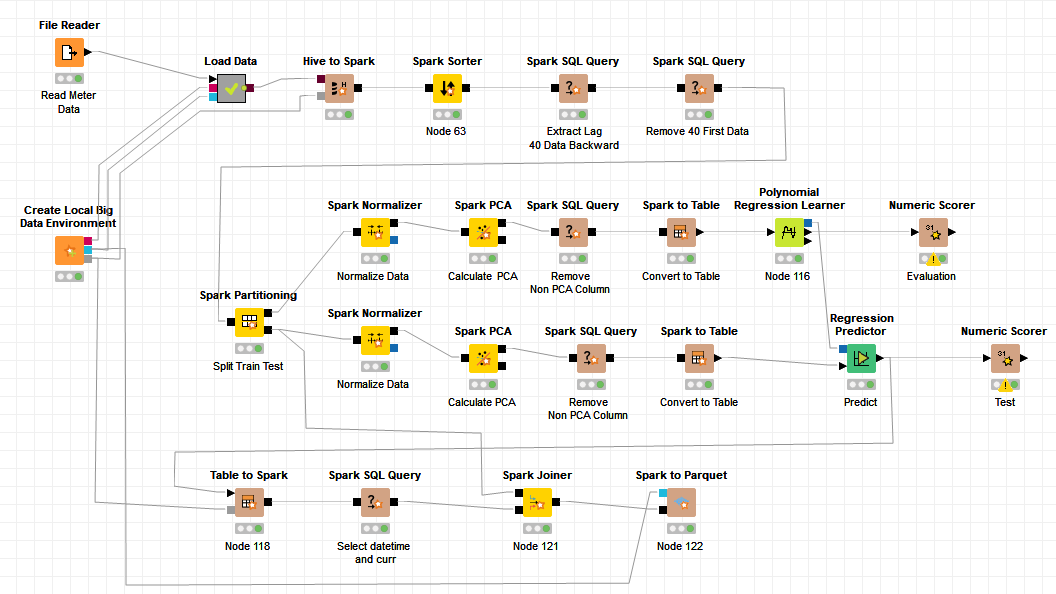 File Reader
Read Meter
Data
Load Data
Hive to Spark
Spark Sorter
Node 63
Spark SQL Query
Extract Lag
40 Data Backward
Spark SQL Query
Remove 40 First Data
Create Local Big
Data Environment
Spark Normalizer
Normalize Data
Spark PCA
Calculate PCA
Spark SQL Query
Remove
Non PCA Column
Spark to Table
Convert to Table
Polynomial
Regression Learner
Node 116
Numeric Scorer
Evaluation
Spark Partitioning
Split Train Test
Spark Normalizer
Normalize Data
Spark PCA
Calculate PCA
Spark SQL Query
Remove
Non PCA Column
Spark to Table
Convert to Table
Regression
Predictor
Predict
Numeric Scorer
Test
Table to Spark
Node 118
Spark SQL Query
Select datetime
and curr
Spark Joiner
Node 121
Spark to Parquet
Node 122